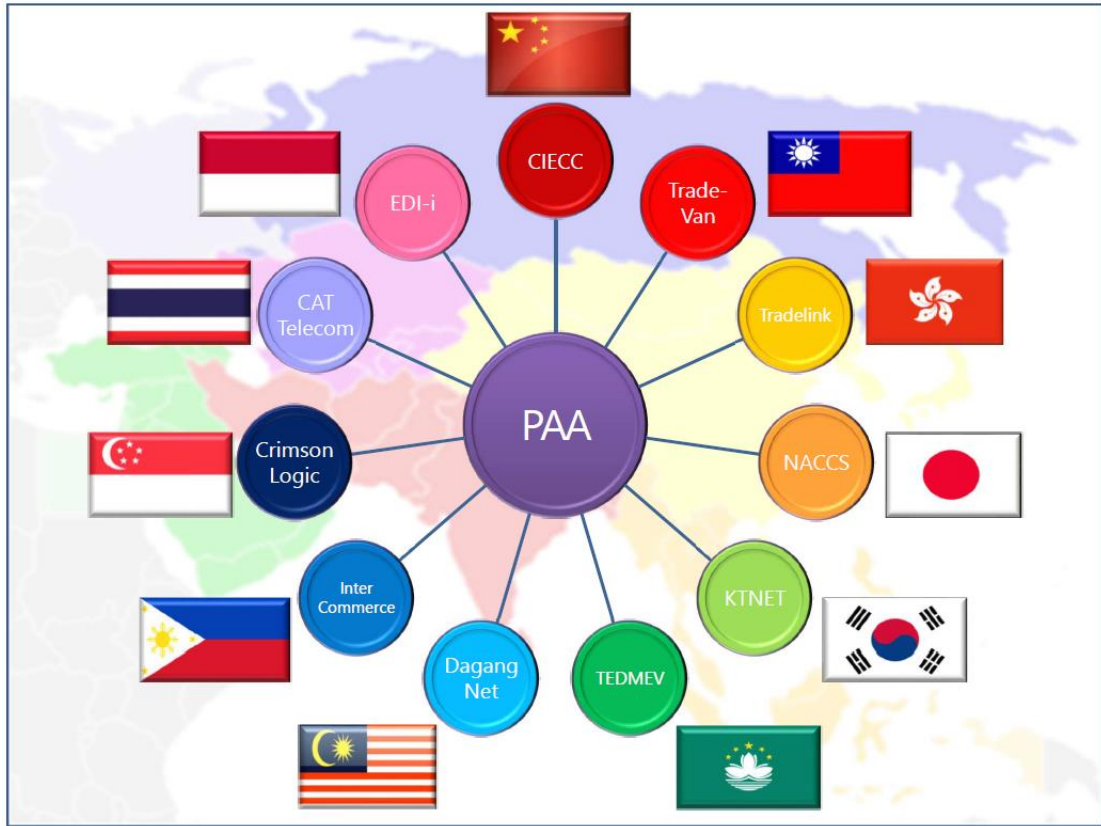 CIECC
EDI-i
Trade-
Van
CAT
Telecom
Tradelink
PAA
Crimson
Logic
NACCS
Inter
Commerce
KTNET
Dagang
Net
TEDMEV